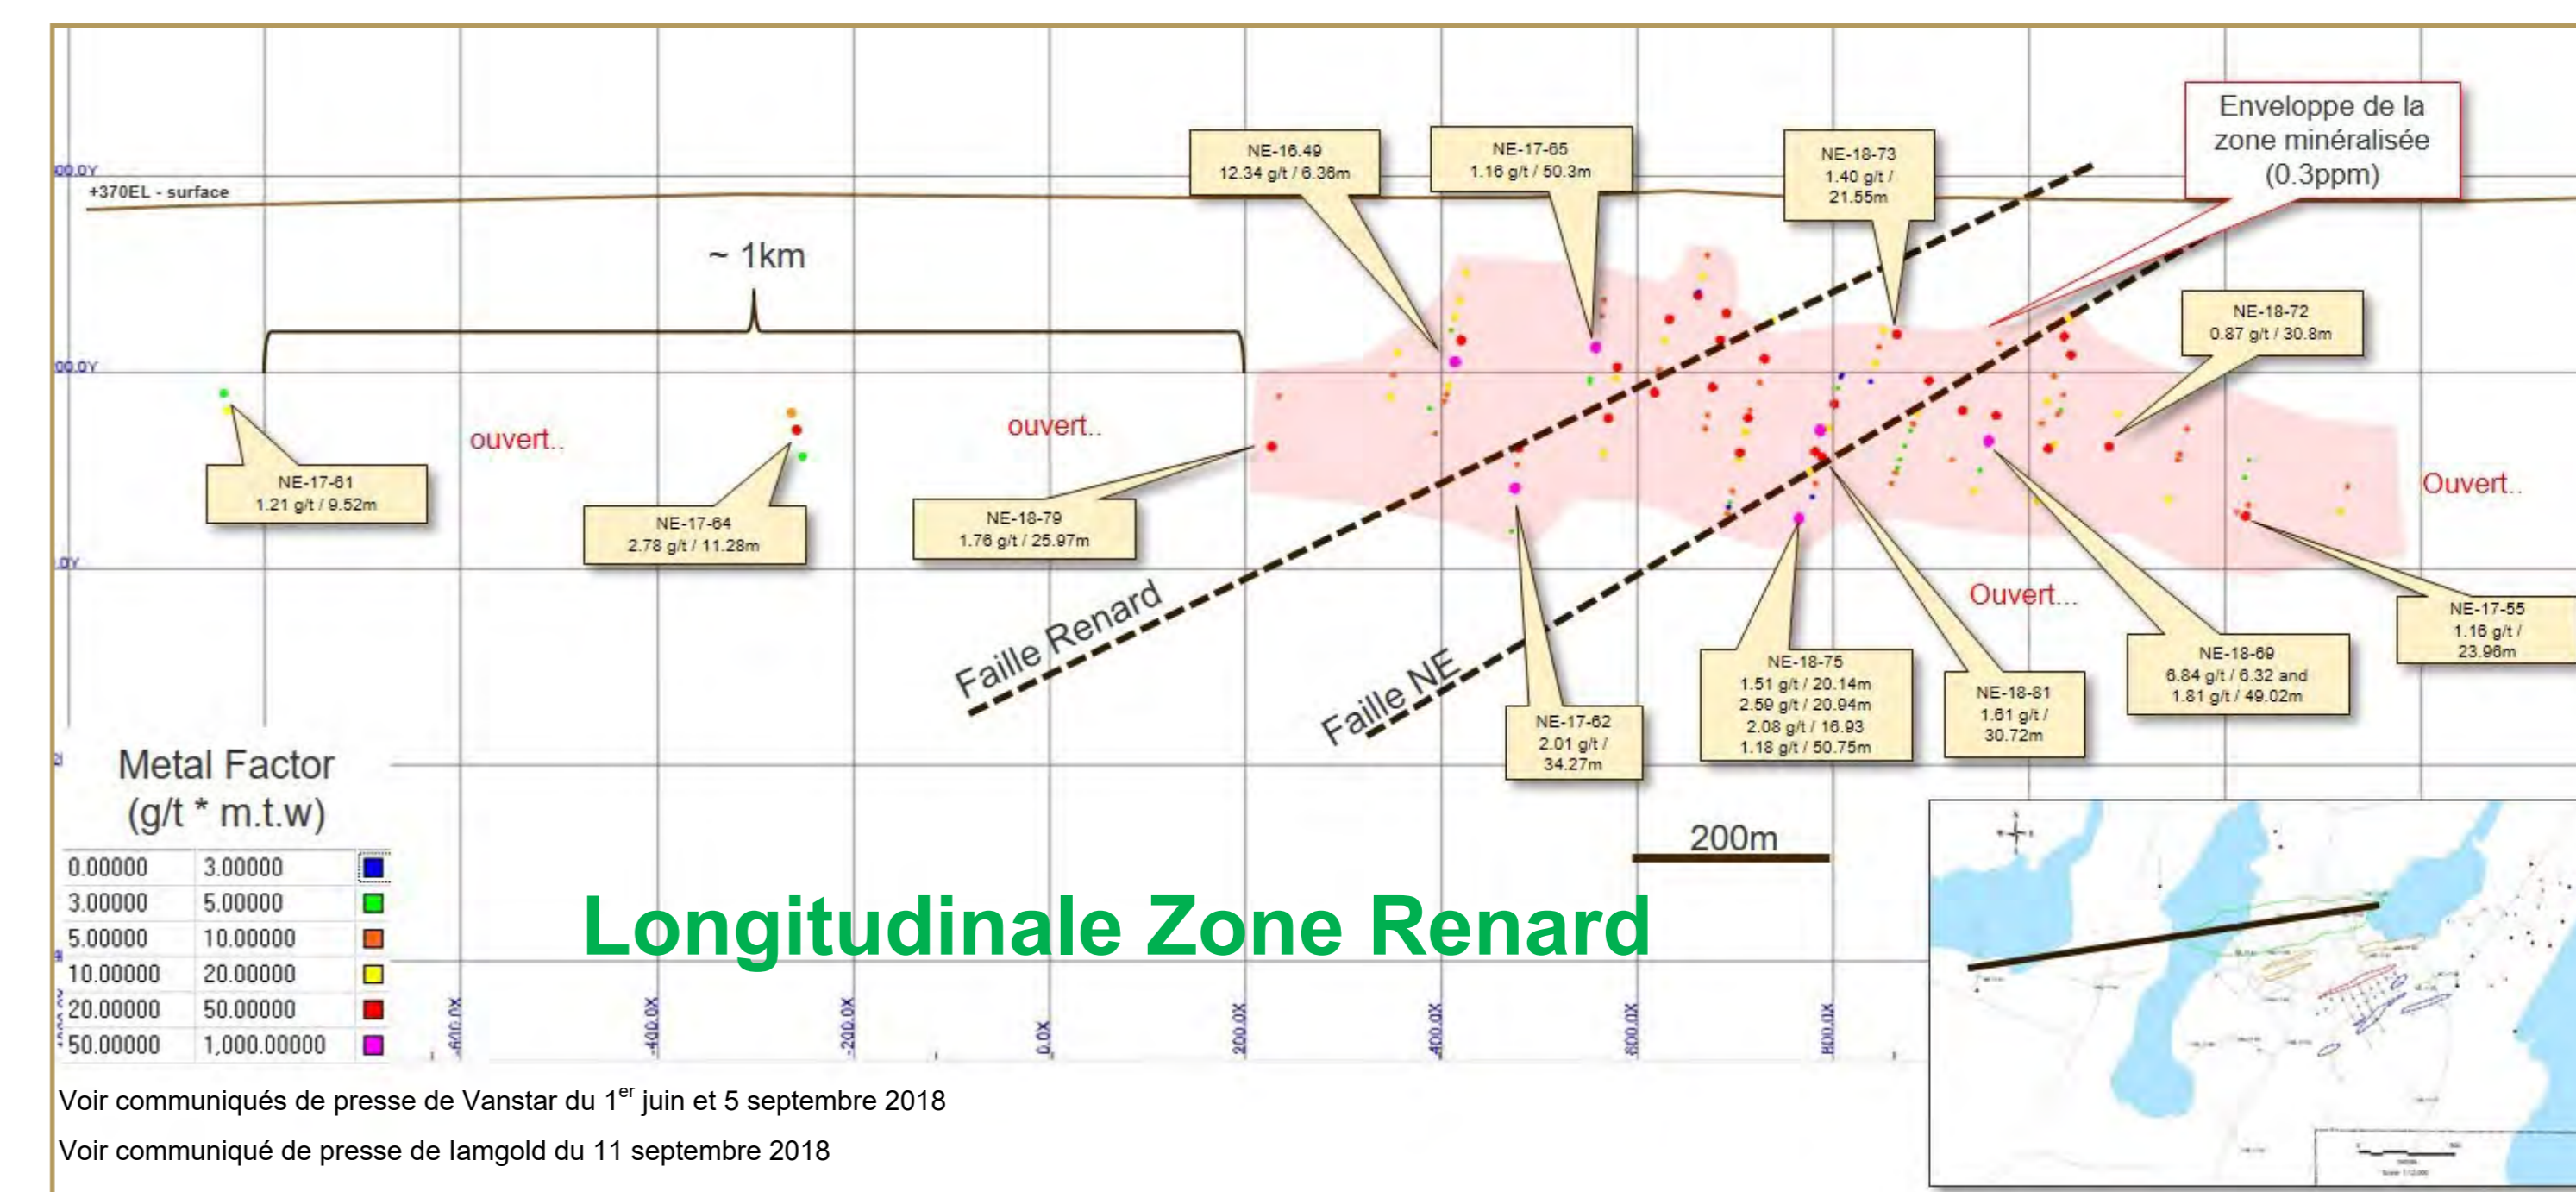 Enveloppe de la
zone minéralisée
(0.3ppm)
NE-16.49
12.34 g/t / 6.36m
NE-17-65
1.16 g/t / 50.3m
NE-18-73
1.40 g/t /
21.55m
00.0Y
+370EL - surface
~ 1km
NE-18-72
0.87 g/t / 30.8m
00.0Y
ouvert..
ouvert..
Ouvert..
NE-17-61
1.21 g/t / 9.52m
NE-17-64
2.78 g/t / 11.28m
NE-18-79
1.76 g/t / 25.97m
.0Y
Faille Renard
Ouvert...
NE-17-55
1.16 g/t /
23.96m
Faille NE
NE-17-62
2.01 g/t /
34.27m
NE-18-75
1.51 g/t / 20.14m
2.59 g/t / 20.94m
2.08 g/t / 16.93
1.18 g/t / 50.75m
NE-18-81
1.61 g/t /
30.72m
NE-18-69
6.84 g/t / 6.32 and
1.81 g/t / 49.02m
Metal Factor
(g/t * m.t.w)
0.00000 3.00000
3.00000 5.00000
5.00000 10.00000
10.00000 20.00000
20.00000 50.00000
50.00000 1,000.00000
200m
Longitudinale Zone Renard
-600.0X
-400.0X
-200.0X
0.0X
200.0X
400.0X
600.0X
800.0X
Voir communiqués de presse de Vanstar du 1er juin et 5 septembre 2018
Voir communiqué de presse de Iamgold du 11 septembre 2018